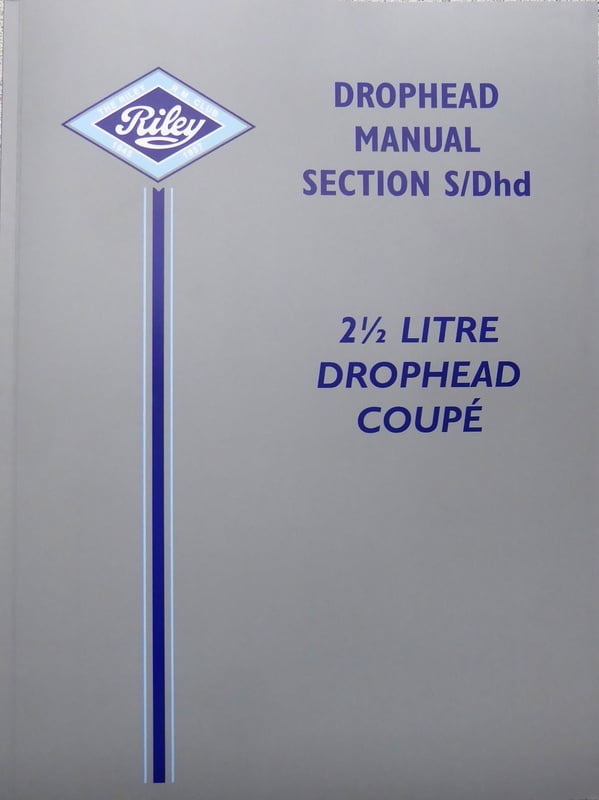 THE RILEY R.M. CLUB
Riley
1945 1957
DROPHEAD
MANUAL
SECTION S/Dhd
2½ LITRE
DROPHEAD
COUPÉ